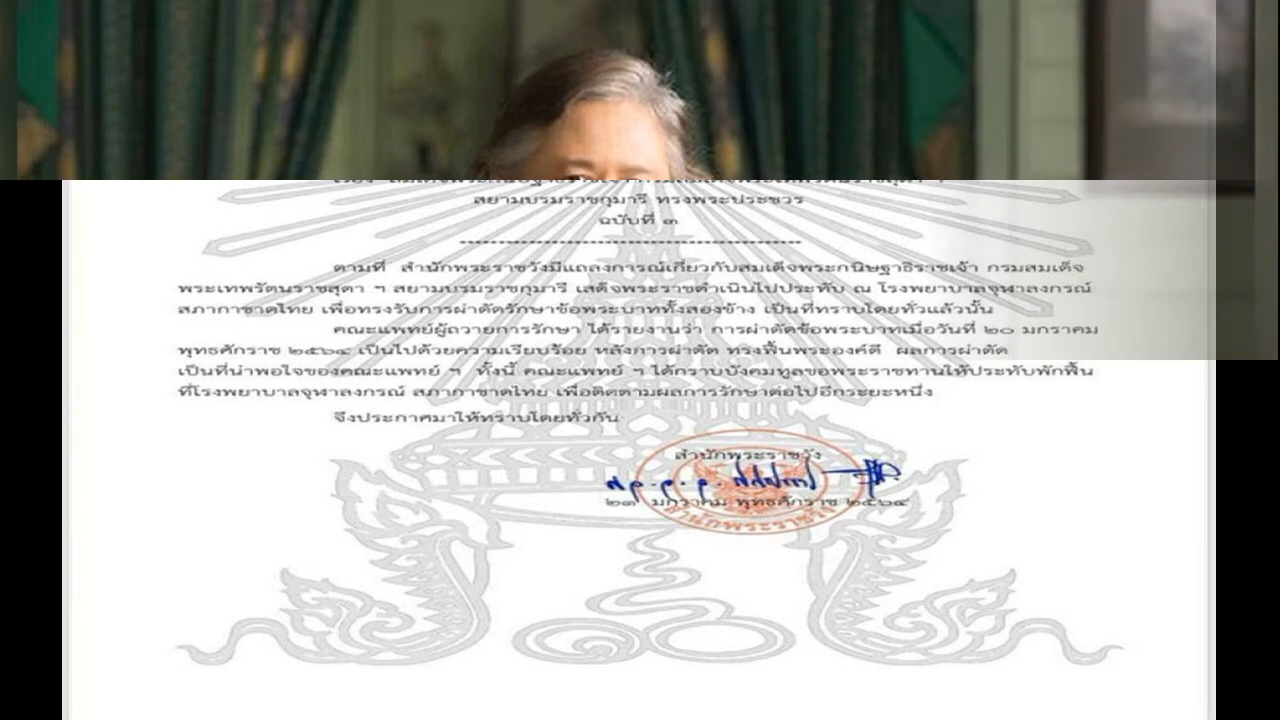 สยามบรมราชกุมารี ทรงพระประชวร
ฉบับที่ ๓
ตามที่ สำนักพระราชวังมีแถลงการณ์เกี่ยวกับสมเด็จพระกนิษฐาธิราชเจ้า กรมสมเด็จ
พระเทพรัตนราชสุดา ฯ สยามบรมราชกุมารี เสด็จพระราชดำเนินไปประทับ ณ โรงพยาบาลจุฬาลงกรณ์
สภากาชาดไทย เพื่อทรงรับการผ่าตัดรักษาข้อพระบาททั้งสองข้าง เป็นที่ทราบโดยทั่วแล้วนั้น
คณะแพทย์ผู้ถวายการรักษา ได้รายงานว่า การผ่าตัดข้อพระบาทเมื่อวันที่ ๒๐ มกราคม
พุทธศักราช ๒๕๖๔ เป็นไปด้วยความเรียบร้อย หลังการผ่าตัด ทรงฟื้นพระองค์ดี ผลการผ่าตัด
เป็นที่น่าพอใจของคณะแพทย์ ฯ ทั้งนี้ คณะแพทย์ ฯ ได้กราบบังคมทูลขอพระราชทานให้ประทับพักฟื้น
ที่โรงพยาบาลจุฬาลงกรณ์ สภากาชาดไทย เพื่อติดตามผลการรักษาต่อไปอีกระยะหนึ่ง
จึงประกาศมาให้ทราบโดยทั่วกัน
สำนักพระราชวัง
มกราคม พุทธศักราช ๒๕๖๔
สำนักพระราชวัง